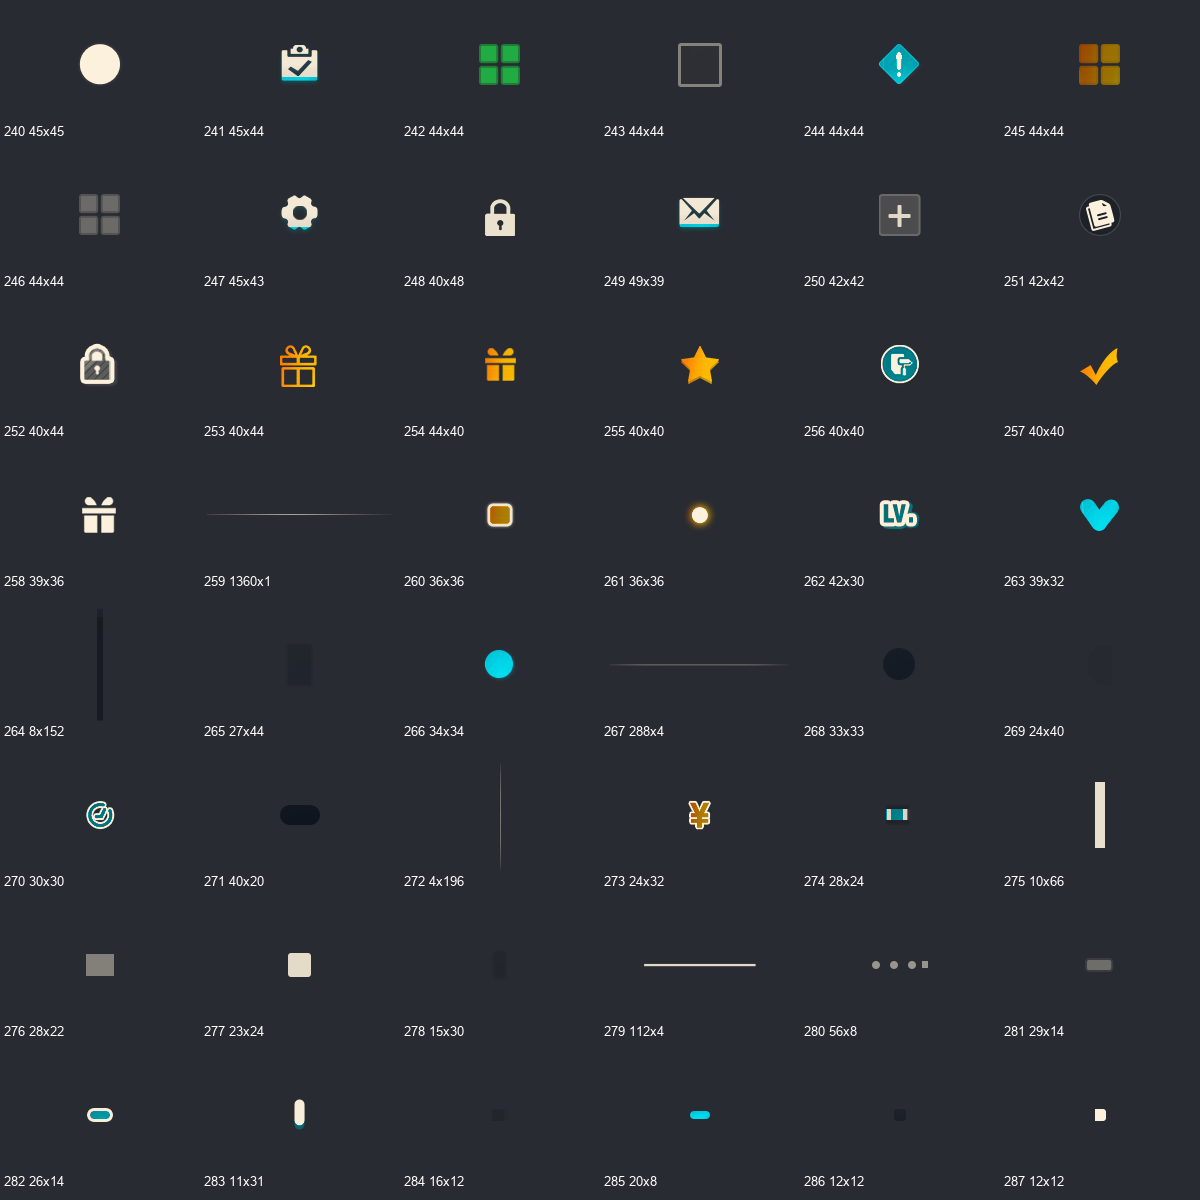 240 45x45 241 45x44 242 44x44 243 44x44 244 44x44 245 44x44
246 44x44 247 45x43 248 40x48 249 49x39 250 42x42 251 42x42
252 40x44 253 40x44 254 44x40 255 40x40 256 40x40 257 40x40
LV.
258 39x36 259 1360x1 260 36x36 261 36x36 262 42x30 263 39x32
264 8x152 265 27x44 266 34x34 267 288x4 268 33x33 269 24x40
¥
270 30x30 271 40x20 272 4x196 273 24x32 274 28x24 275 10x66
276 28x22 277 23x24 278 15x30 279 112x4 280 56x8 281 29x14
282 26x14 283 11x31 284 16x12 285 20x8 286 12x12 287 12x12